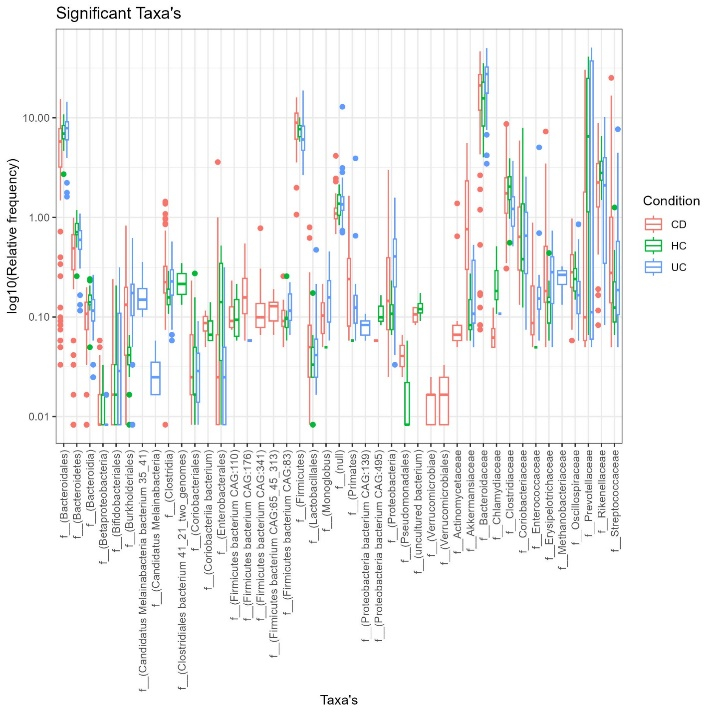 Significant Taxa's
log10(Relative frequency)
10.00
1.00
0.10
0.01
Condition
CD
HC
UC
f__(Bacteroidales)
f__(Bacteroidetes)
f__(Bacteroidia)
f__(Betaproteobacteria)
f__(Bifidobacteriales)
f__(Burkholderiales)
f__(Candidatus Melainabacteria bacterium 35_41)
f__(Candidatus Melainabacteria)
f__(Clostridia)
f__(Clostridiales bacterium 41_21_two_genomes)
f__(Coriobacteriales)
f__(Coriobacteriia bacterium)
f__(Enterobacterales)
f__(Firmicutes bacterium CAG:110)
f__(Firmicutes bacterium CAG:176)
f__(Firmicutes bacterium CAG:341)
f__(Firmicutes bacterium CAG:65_45_313)
f__(Firmicutes bacterium CAG:83)
f__(Firmicutes)
f__(Lactobacillales)
f__(Monoglobus)
f__(null)
f__(Primates)
f__(Proteobacteria bacterium CAG:139)
f__(Proteobacteria bacterium CAG:495)
f__(Proteobacteria)
f__(Pseudomonadales)
f__(uncultured bacterium)
f__(Verrucomicrobiae)
f__(Verrucomicrobiales)
f__Actinomycetaceae
f__Akkermansiaceae
f__Bacteroidaceae
f__Chlamydiaceae
f__Clostridiaceae
f__Coriobacteriaceae
f__Enterococcaceae
f__Erysipelotrichaceae
f__Methanobacteriaceae
f__Oscillospiraceae
f__Prevotellaceae
f__Rikenellaceae
f__Streptococcaceae
Taxa's